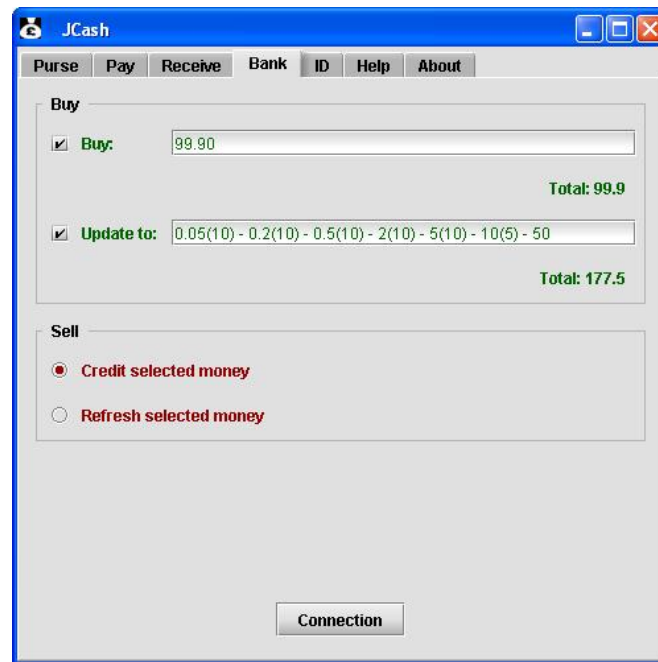 JCash
Purse Pay Receive Bank ID Help About
Buy
Buy: 99.90
Total: 99.9
Update to: 0.05(10) - 0.2(10) - 0.5(10) - 2(10) - 5(10) - 10(5) - 50
Total: 177.5
Sell
Credit selected money
Refresh selected money
Connection